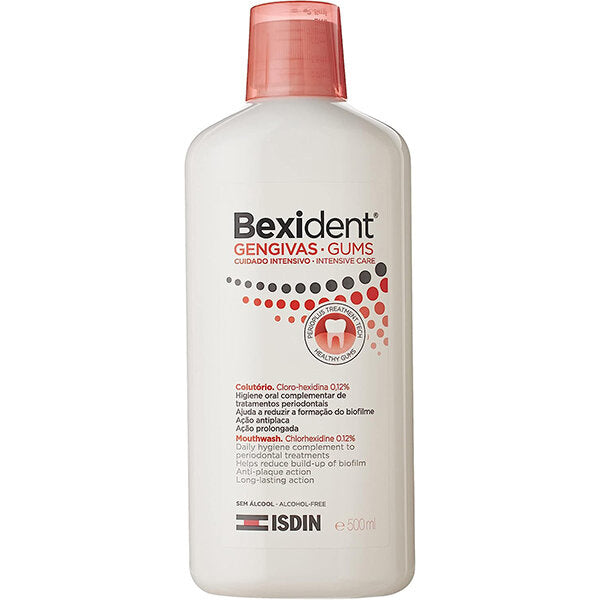 Bexident®
GENGIVAS · GUMS
CUIDADO INTENSIVO · INTENSIVE CARE
PERIOPLUS TREATMENT TECH
HEALTHY GUMS
Colutório. Cloro-hexidina 0,12%
Higiene oral complementar de
tratamentos periodontais
Ajuda a reduzir a formação do biofilme
Ação antiplaca
Ação prolongada
Mouthwash. Chlorhexidine 0.12%
Daily hygiene complement to
periodontal treatments
Helps reduce build-up of biofilm
Anti-plaque action
Long-lasting action
SEM ÁLCOOL · ALCOHOL-FREE
ISDIN
℮500ml